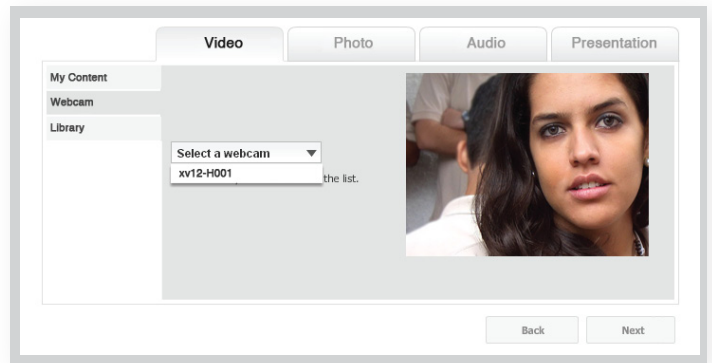 Video
Photo
Audio
Presentation
My Content
Webcam
Library
Select a webcam
xv12-H001
the list.
Back
Next